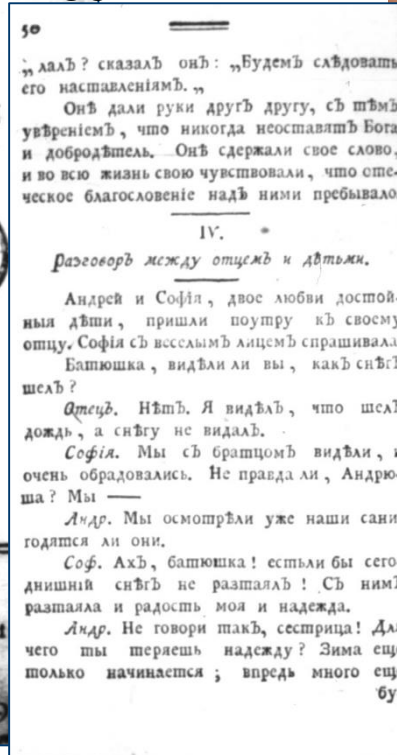 50
„ лалЪ? сказалЪ онЪ: „БудемЪ слѣдовать
его наставленіямЪ. „
Онѣ дали руки другЪ другу, сЪ тѣмЪ
увѣреніемЪ, что никогда неоставятЪ Бога
и добродѣтель. Онѣ сдержали свое слово,
и во всю жизнь свою чувствовали, что оте-
ческое благословеніе надЪ ними пребывало
IV.
РазговорЪ между отцемЪ и дѣтьми.
Андрей и Софія, двое любви достой-
ныя дѣти, пришли поутру кЪ своему
отцу. Софія сЪ веселымЪ лицемЪ спрашивала
Батюшка, видѣли ли вы, какЪ снѣгЪ
шелЪ?
ОтецЪ. НѣтЪ. Я видѣлЪ, что шелЪ
дождь, а снѣгу не видалЪ.
Софія. Мы сЪ братцомЪ видѣли, и
очень обрадовались. Не правда ли, Андрю-
ша? Мы ——
Андр. Мы осмотрѣли уже наши сани
годятся ли они.
Соф. АхЪ, батюшка! естьли бы сего-
днишній снѣгЪ не разтаялЪ! СЪ нимЪ
разтаяла и радость моя и надежда.
Андр. Не говори такЪ, сестрица! Для
чего ты теряешь надежду? Зима еще
только начинается; впредь много еще
бу-